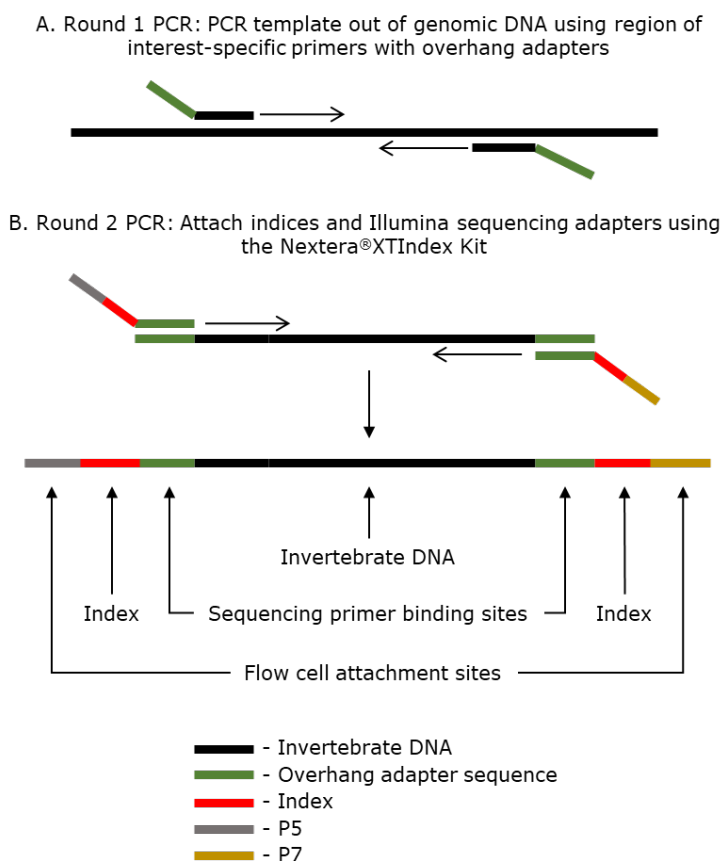 A. Round 1 PCR: PCR template out of genomic DNA using region of
interest-specific primers with overhang adapters
B. Round 2 PCR: Attach indices and Illumina sequencing adapters using
the Nextera®XTIndex Kit
Invertebrate DNA
Index
Sequencing primer binding sites
Index
Flow cell attachment sites
- Invertebrate DNA
- Overhang adapter sequence
- Index
- P5
- P7